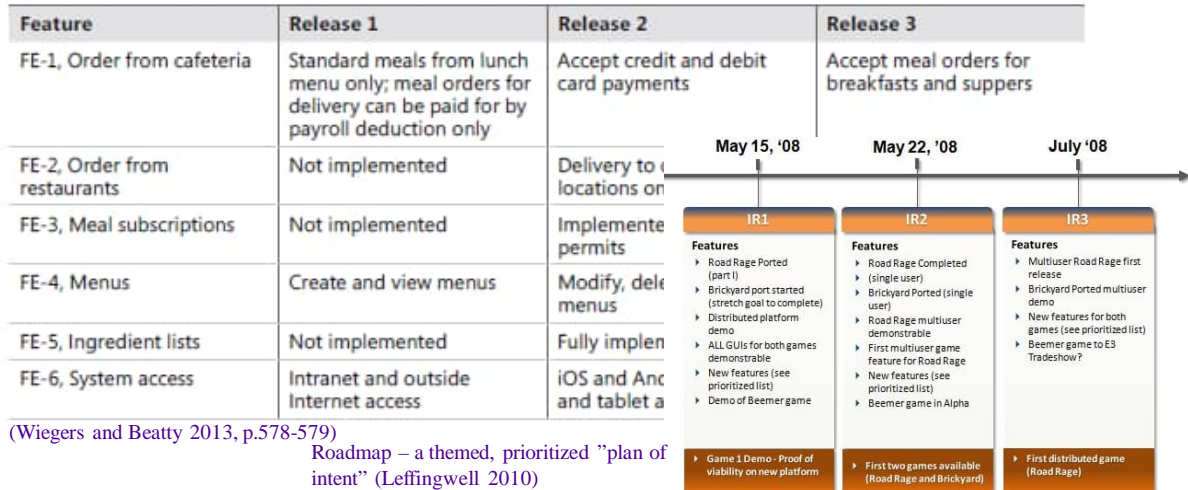 Feature Release 1 Release 2 Release 3
FE-1, Order from cafeteria
Standard meals from lunch
menu only; meal orders for
delivery can be paid for by
payroll deduction only
Accept credit and debit
card payments
Accept meal orders for
breakfasts and suppers
FE-2, Order from
restaurants
Not implemented
Delivery to
locations
FE-3, Meal subscriptions
Not implemented
permits
FE-4, Menus
Create and view menus
Modify,
menus
FE-5, Ingredient lists
Not implemented
Fully
FE-6, System access
Intranet and outside
Internet access
iOS and
and tablet
(Wiegers and Beatty 2013, p.578-579)
Roadmap – a themed, prioritized ”plan of
intent” (Leffingwell 2010)
May 15, ‘08 May 22, ’08 July ‘08
IR1
Features
Road Rage Ported
(part I)
Brickyard port started
(stretch goal to complete)
Distributed platform
demo
ALL GUIs for both games
demonstrable
New features (see
prioritized list)
Demo of Beemer game
Game 1 Demo - Proof of
viability on new platform
IR2
Features
Road Rage Completed
(single user)
Brickyard Ported (single
user)
Road Rage multiuser
demonstrable
First multiuser game
feature for Road Rage
New features (see
prioritized list)
Beemer game in Alpha
First two games available
(Road Rage and Brickyard)
IR3
Features
Multiuser Road Rage first
release
Brickyard Ported multiuser
demo
New features for both
games (see prioritized list)
Beemer game to E3
Tradeshow?
First distributed game
(Road Rage)